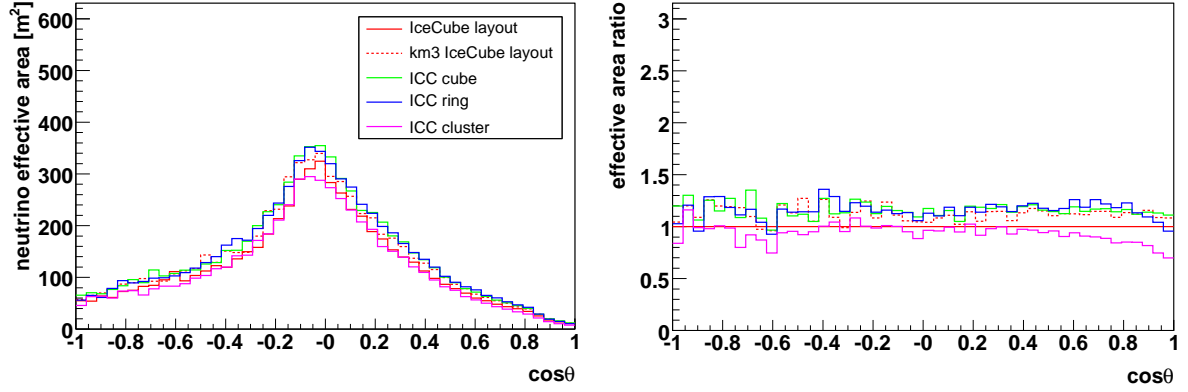 neutrino effective area [m²]
600
500
400
300
200
100
0
IceCube layout
km3 IceCube layout
ICC cube
ICC ring
ICC cluster
-1 -0.8 -0.6 -0.4 -0.2 -0 0.2 0.4 0.6 0.8 1
cosθ
effective area ratio
3
2.5
2
1.5
1
0.5
0
-1 -0.8 -0.6 -0.4 -0.2 -0 0.2 0.4 0.6 0.8 1
cosθ